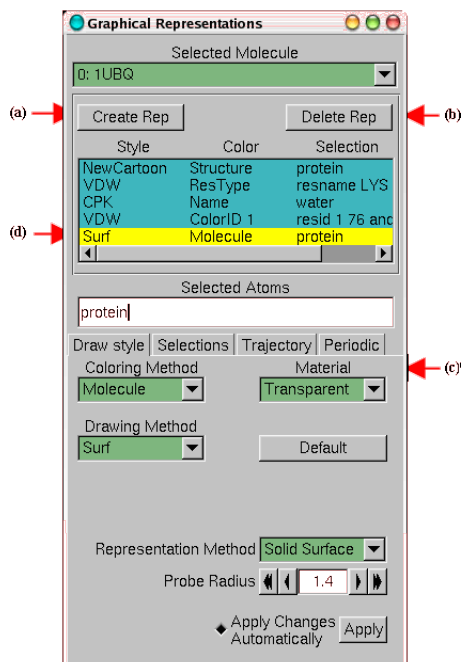 Graphical Representations
Selected Molecule
0: 1UBQ
(a) Create Rep Delete Rep (b)
Style Color Selection
NewCartoon Structure protein
VDW ResType resname LYS
CPK Name water
VDW ColorID 1 resid 1 76 and
(d) Surf Molecule protein
Selected Atoms
protein
Draw style Selections Trajectory Periodic
Coloring Method Material (c)
Molecule Transparent
Drawing Method
Surf Default
Representation Method Solid Surface
Probe Radius 1.4
Apply Changes
Automatically Apply